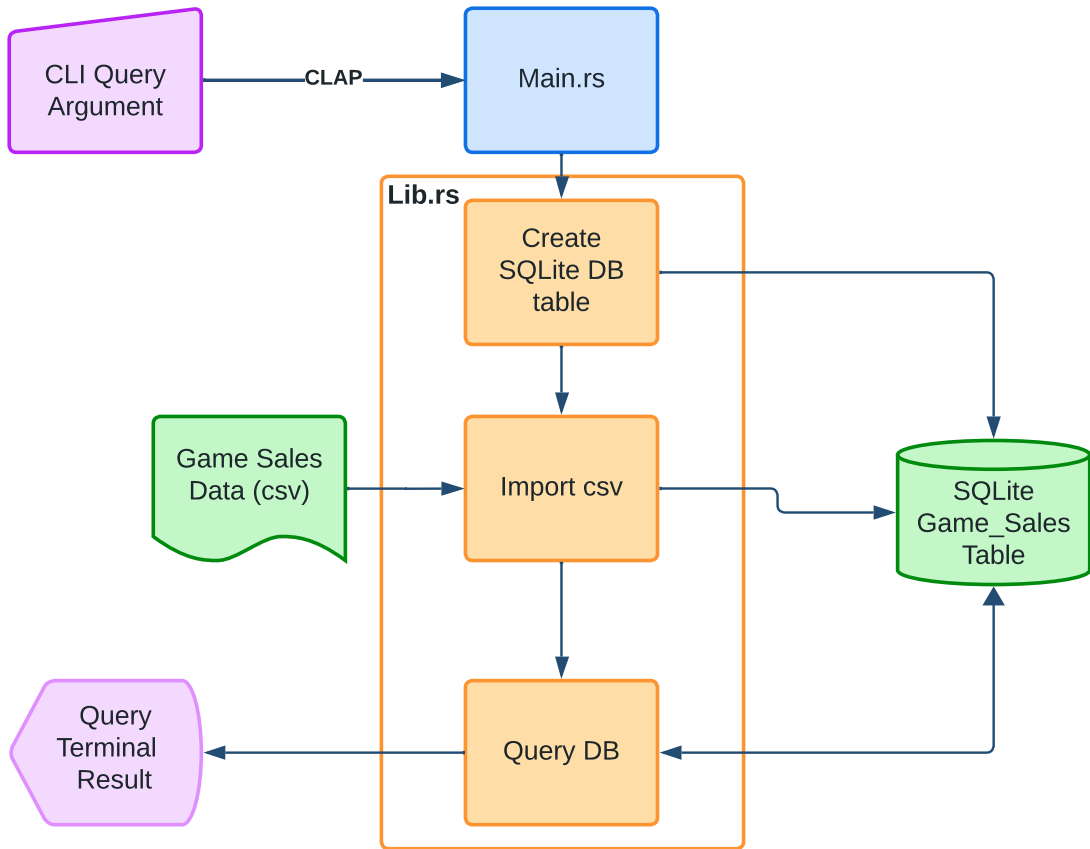 CLI Query
Argument
CLAP
Main.rs
Lib.rs
Create
SQLite DB
table
Game Sales
Data (csv)
Import csv
SQLite
Game_Sales
Table
Query
Terminal
Result
Query DB